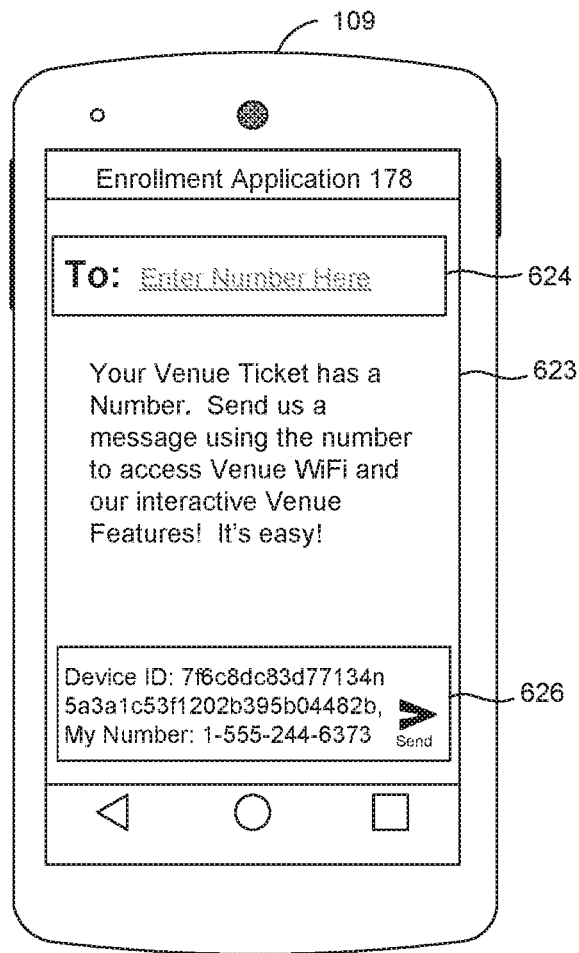 109
Enrollment Application 178
To: Enter Number Here
624
Your Venue Ticket has a
623
Number. Send us a
message using the number
to access Venue WiFi and
our interactive Venue
Features! It's easy!
Device ID: 7f6c8dc83d77134n
5a3a1c53f1202b395b04482b,
626
My Number: 1-555-244-6373
Send